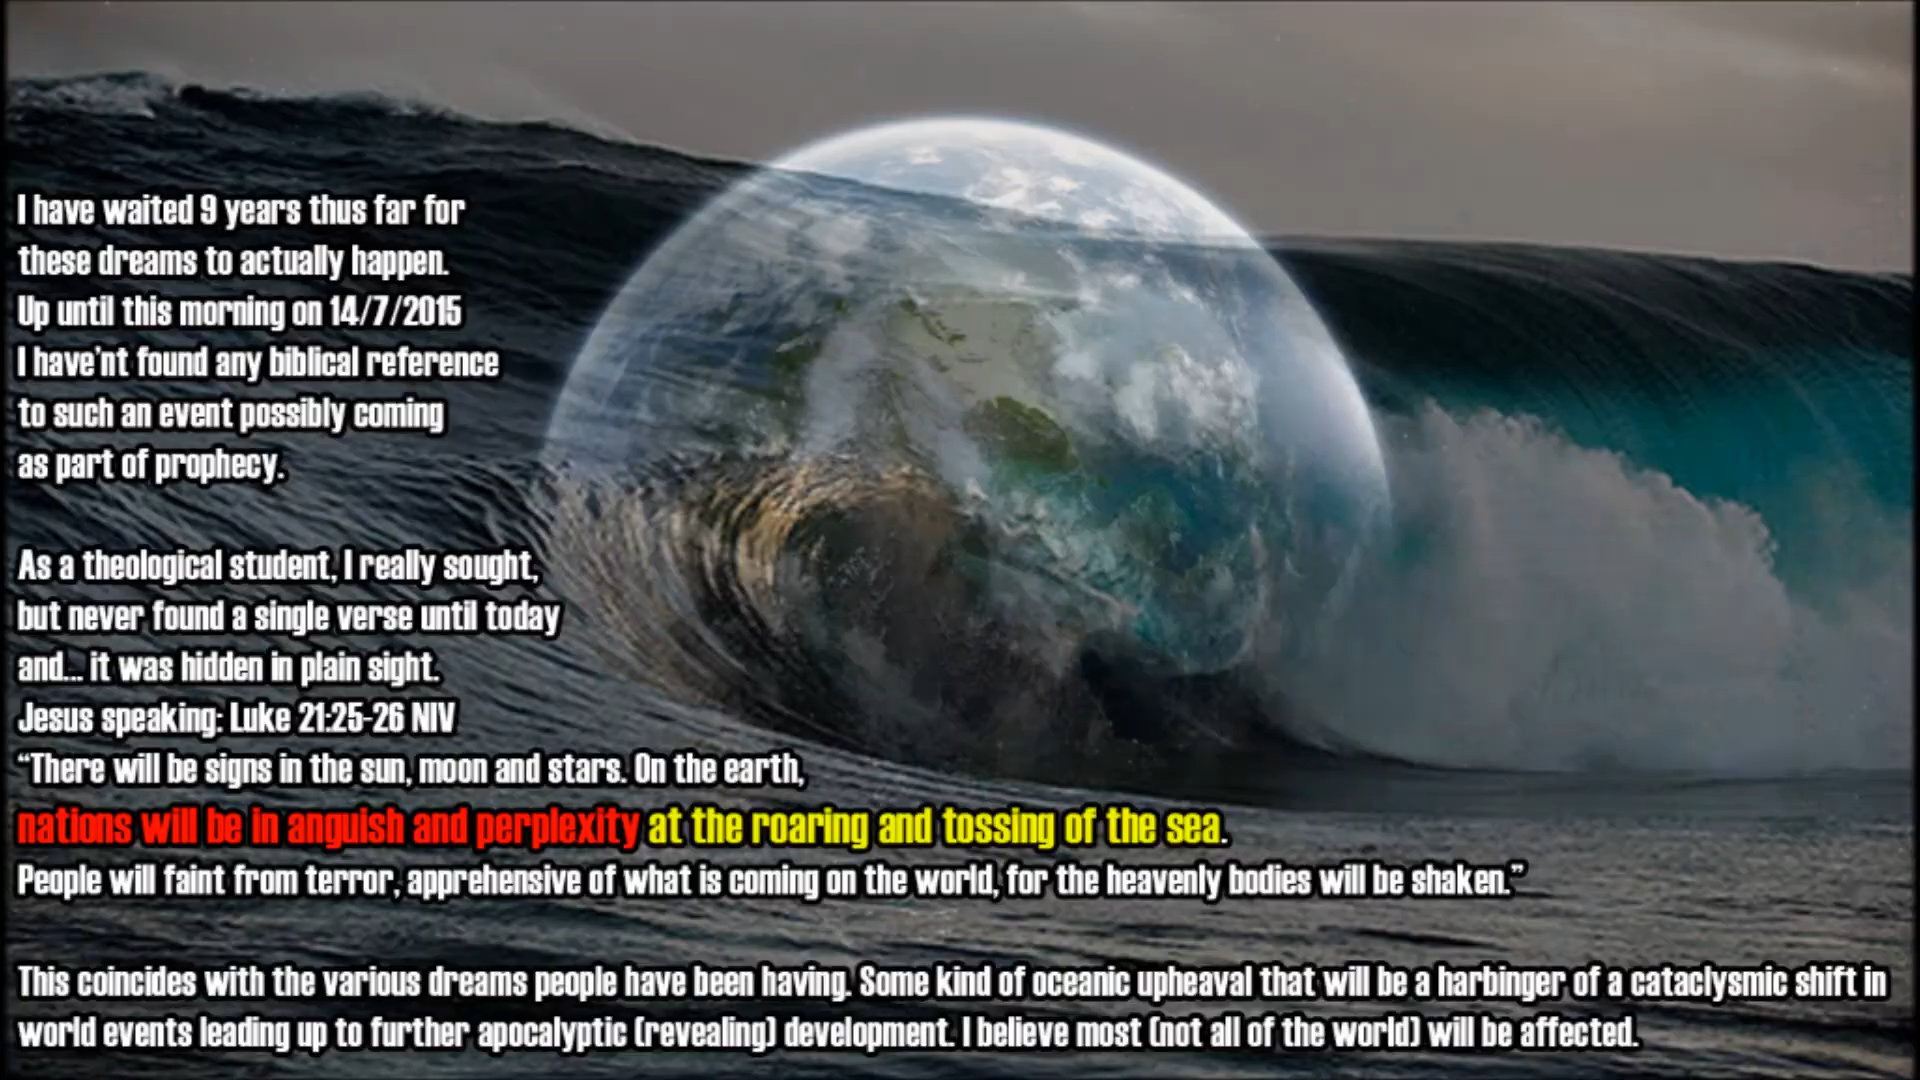 I have waited 9 years thus far for
these dreams to actually happen.
Up until this morning on 14/7/2015
I have'nt found any biblical reference
to such an event possibly coming
as part of prophecy.
As a theological student, I really sought,
but never found a single verse until today
and... it was hidden in plain sight.
Jesus speaking: Luke 21:25-26 NIV
“There will be signs in the sun, moon and stars. On the earth,
nations will be in anguish and perplexity at the roaring and tossing of the sea.
People will faint from terror, apprehensive of what is coming on the world, for the heavenly bodies will be shaken.”
This coincides with the various dreams people have been having. Some kind of oceanic upheaval that will be a harbinger of a cataclysmic shift in
world events leading up to further apocalyptic (revealing) development. I believe most (not all of the world) will be affected.